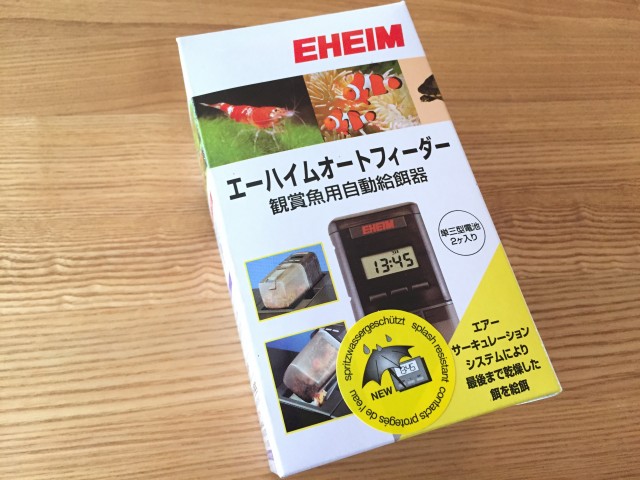 EHEIM
エーハイムオートフィーダー
観賞魚用自動給餌器
EHEIM
13:45
単三型電池
2ヶ入り
spritzwassergeschützt splash resistant
contacts protegés de l'eau
NEW
エアー
サーキュレーション
システムにより
最後まで乾燥した
餌を給餌